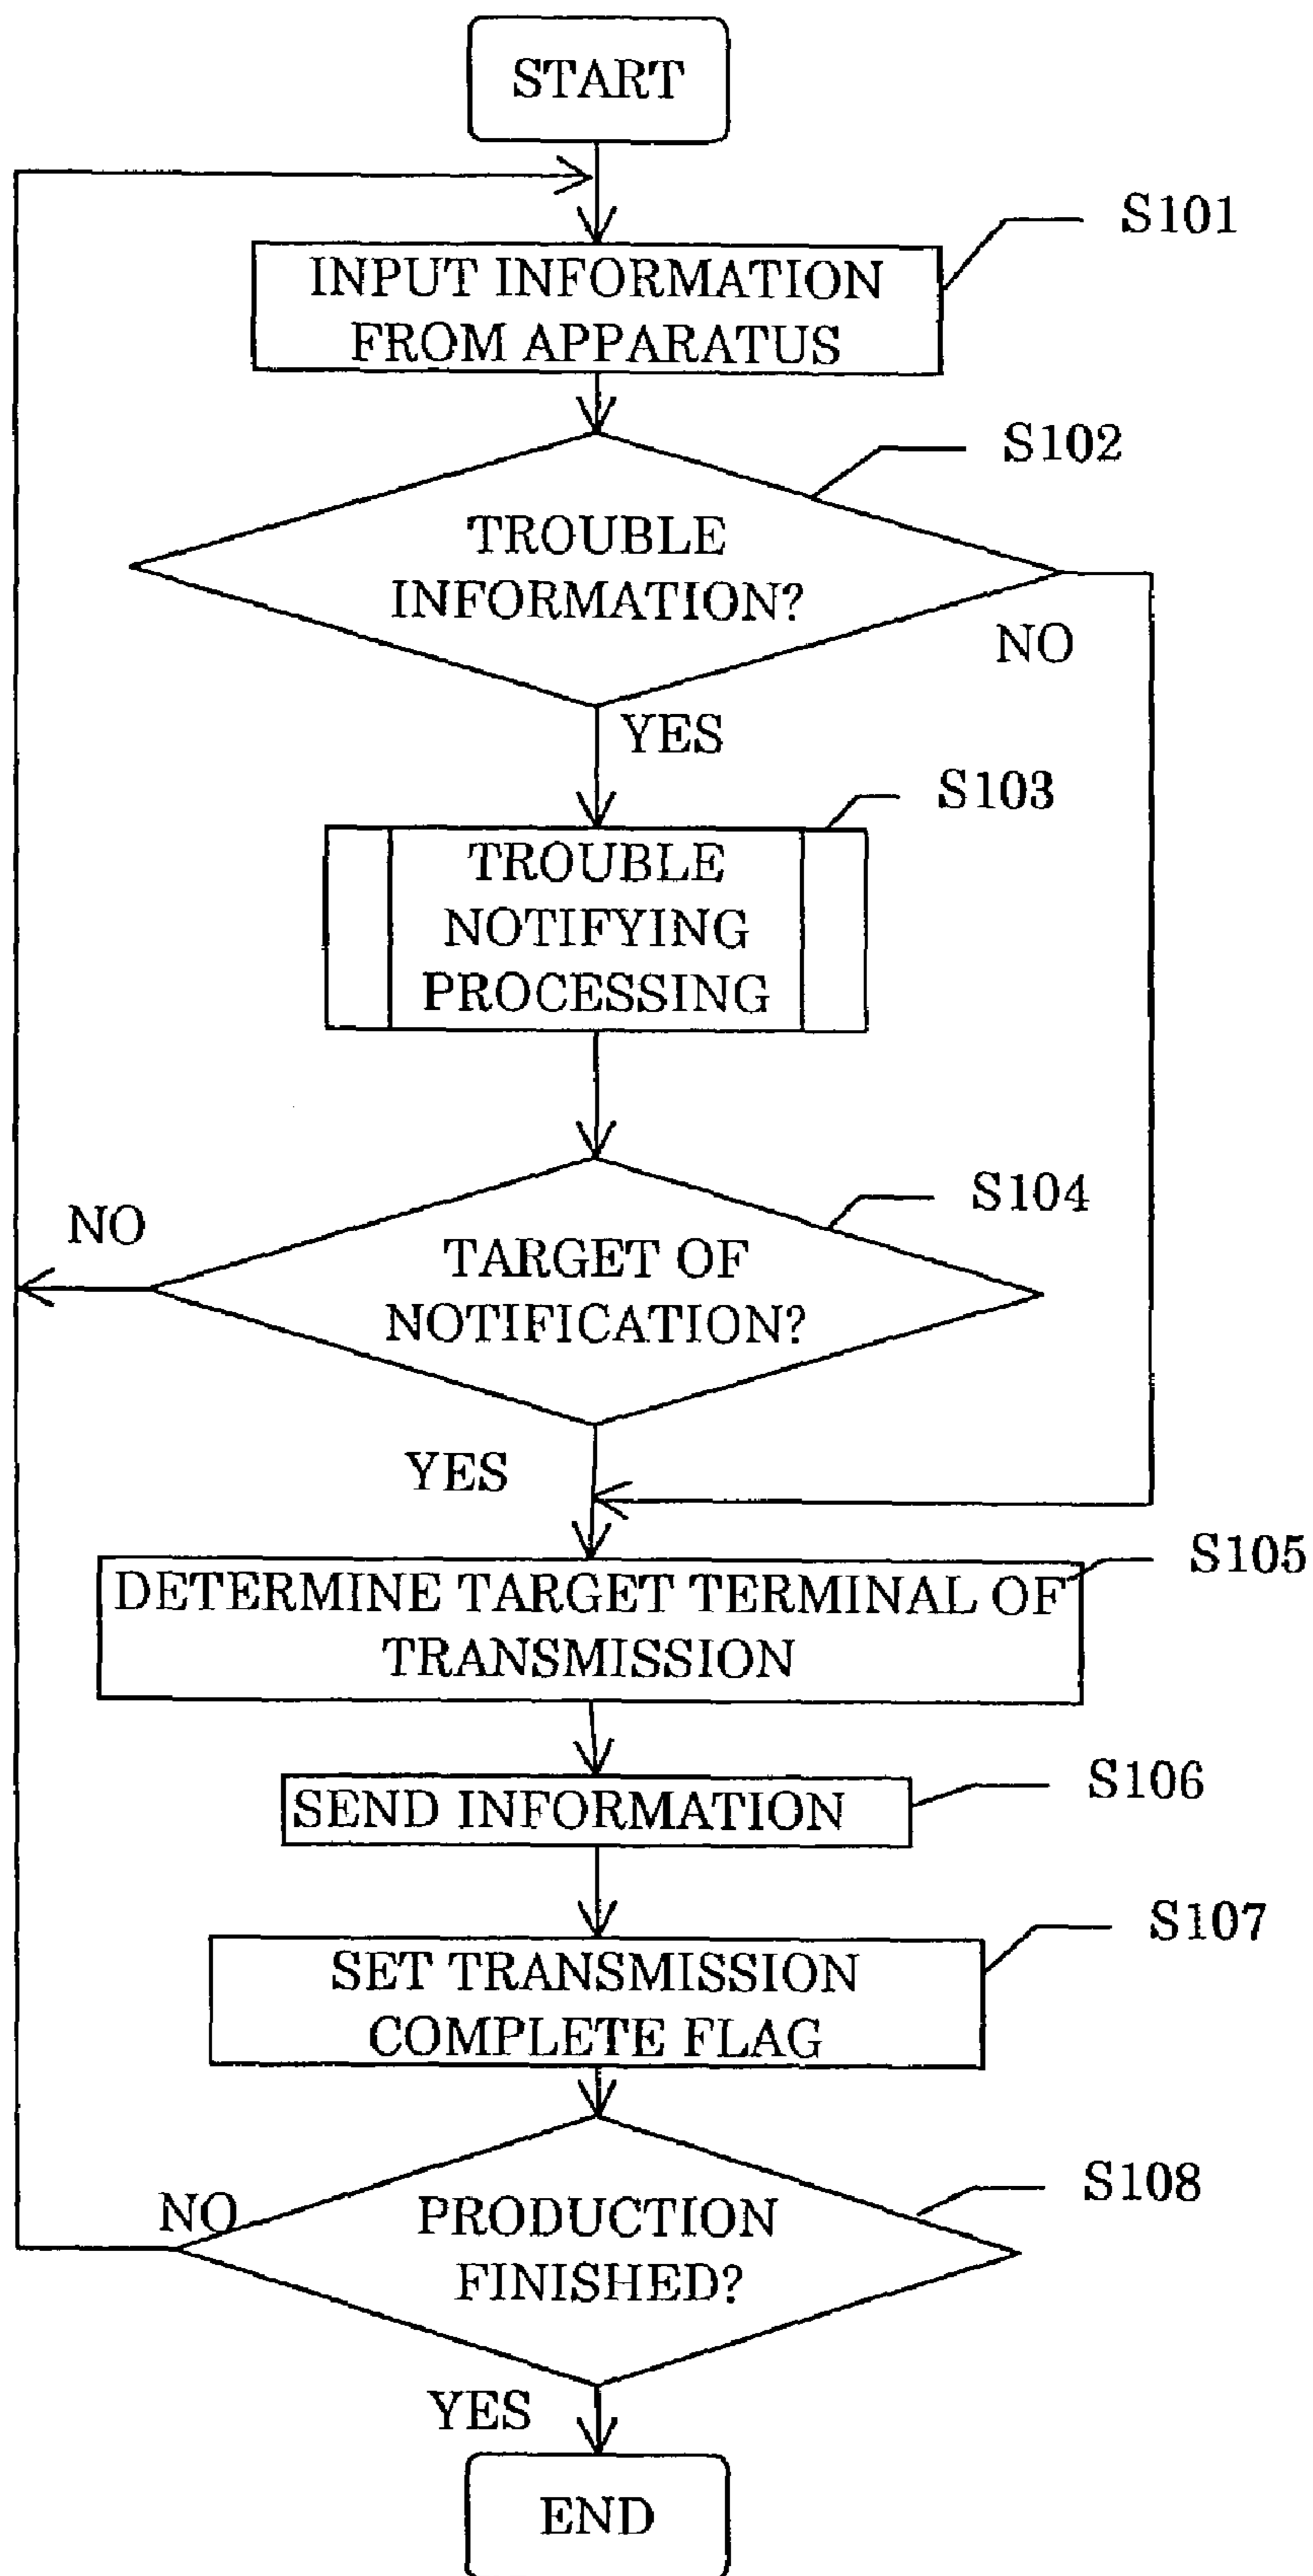 START
S101
INPUT INFORMATION
FROM APPARATUS
S102
TROUBLE
INFORMATION?
NO
YES
S103
TROUBLE
NOTIFYING
PROCESSING
S104
NO
TARGET OF
NOTIFICATION?
YES
S105
DETERMINE TARGET TERMINAL OF
TRANSMISSION
S106
SEND INFORMATION
S107
SET TRANSMISSION
COMPLETE FLAG
S108
NO
PRODUCTION
FINISHED?
YES
END